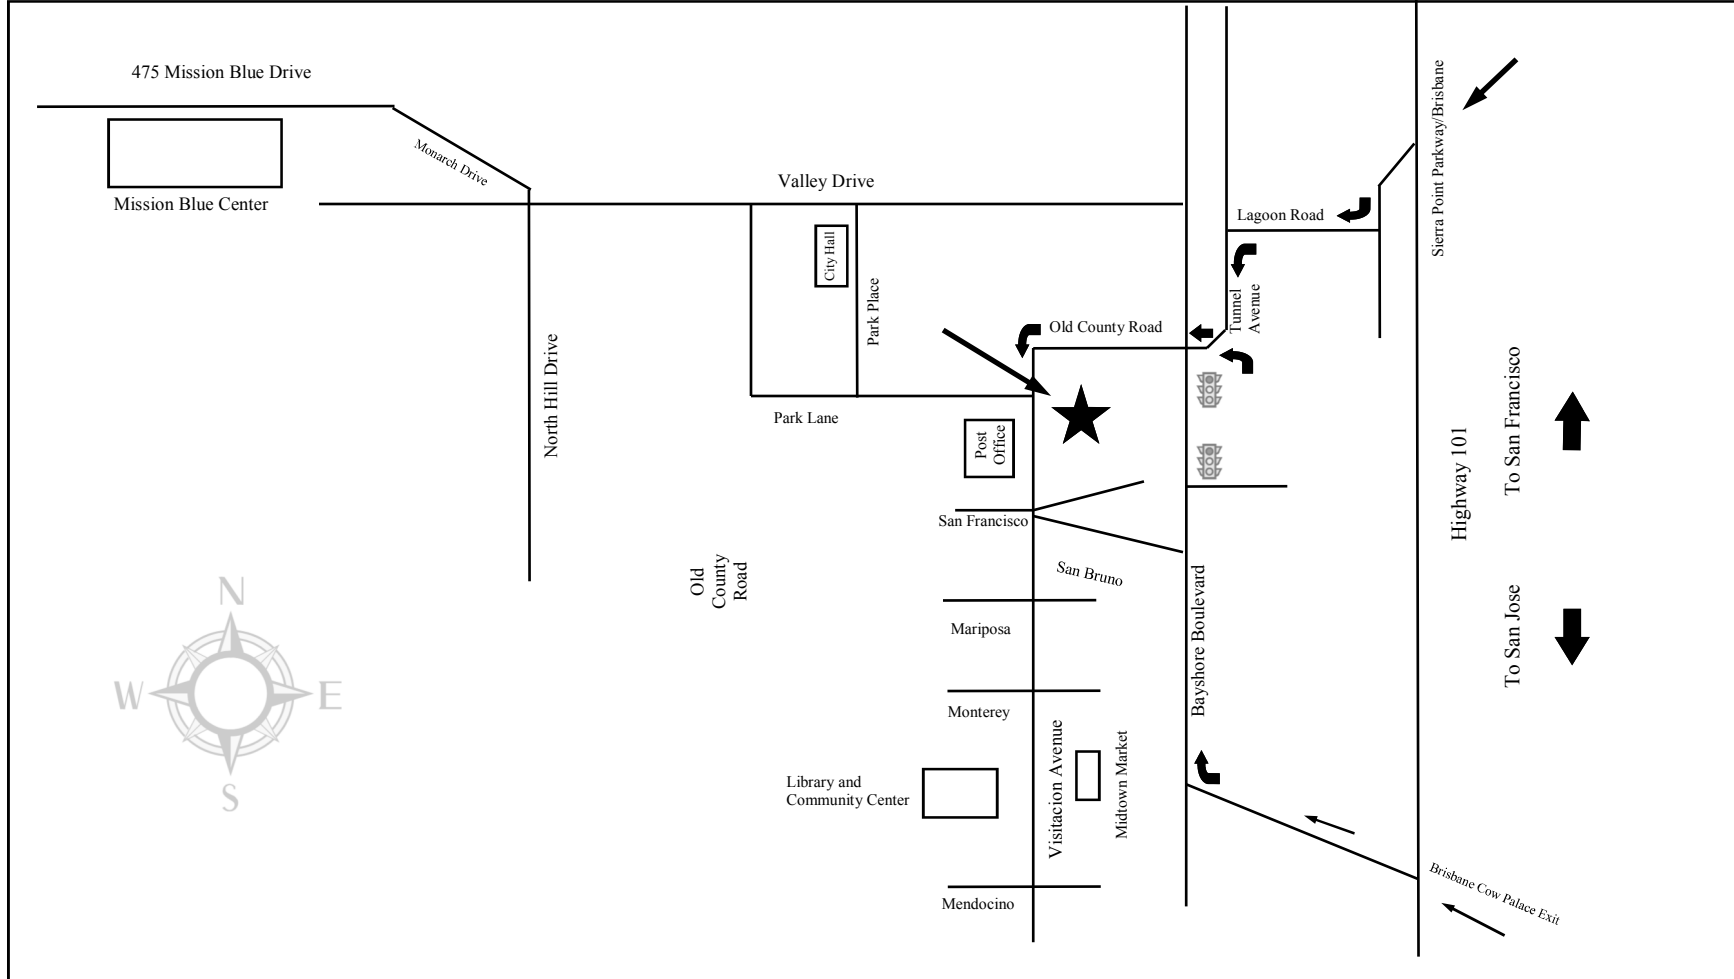 475 Mission Blue Drive
Monarch Drive
Mission Blue Center
Valley Drive
City Hall
Park Place
Lagoon Road
Sierra Point Parkway/Brisbane
Tunnel
Avenue
Old County Road
North Hill Drive
Park Lane
Post
Office
San Francisco
San Bruno
Old
County
Road
Mariposa
Monterey
Bayshore Boulevard
Highway 101
To San Francisco
To San Jose
Library and
Community Center
Visitacion Avenue
Midtown Market
Mendocino
Brisbane Cow Palace Exit
N
W
E
S